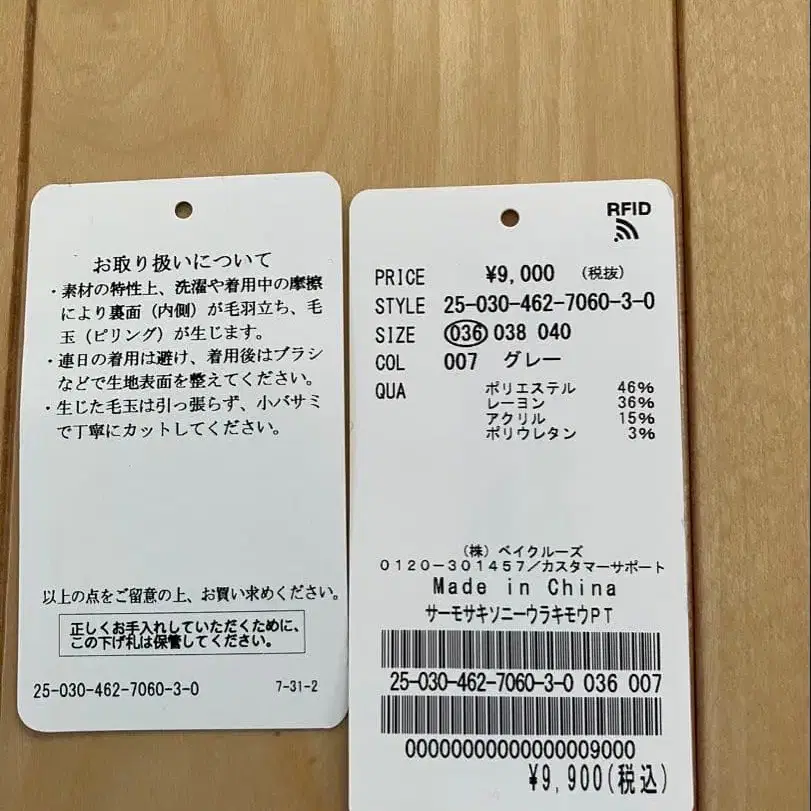 お取り扱いについて
・素材の特性上、洗濯や着用中の摩擦
により裏面（内側）が毛羽立ち、毛
玉（ピリング）が生じます。
・連日の着用は避け、着用後はブラシ
などで生地表面を整えてください。
・生じた毛玉は引っ張らず、小バサミ
で丁寧にカットしてください。
以上の点をご留意の上、お買い求めください。
正しくお手入れしていただくために、
この下げ札は保管してください。
25-030-462-7060-3-0 7-31-2
RFID
PRICE ¥9,000 （税抜）
STYLE 25-030-462-7060-3-0
SIZE 036 038 040
COL 007 グレー
QUA ポリエステル 46%
レーヨン 36%
アクリル 15%
ポリウレタン 3%
（株）ベイクルーズ
0120-301457/カスタマーサポート
Made in China
サーモサキソニーウラキモウPT
25-030-462-7060-3-0 036 007
00000000000000009000
¥9,900(税込)